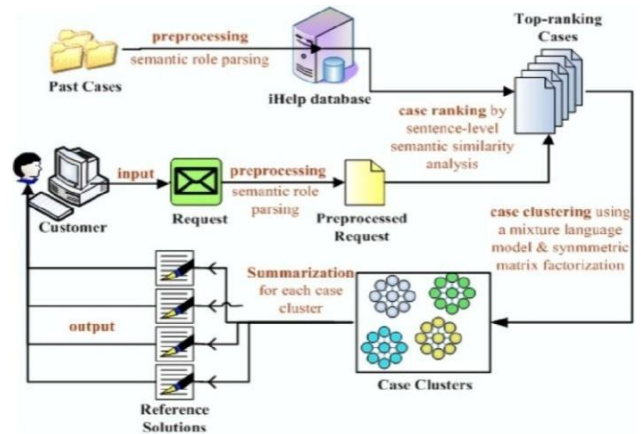 Top-ranking
Cases
preprocessing
semantic role parsing
Past Cases
iHelp database
case ranking by
sentence-level
semantic similarity
analysis
input
preprocessing
semantic role
parsing
Customer
Request
Preprocessed
Request
case clustering using
a mixture language
model & synmmetric
matrix factorization
Summarization
for each case
cluster
output
Case Clusters
Reference
Solutions